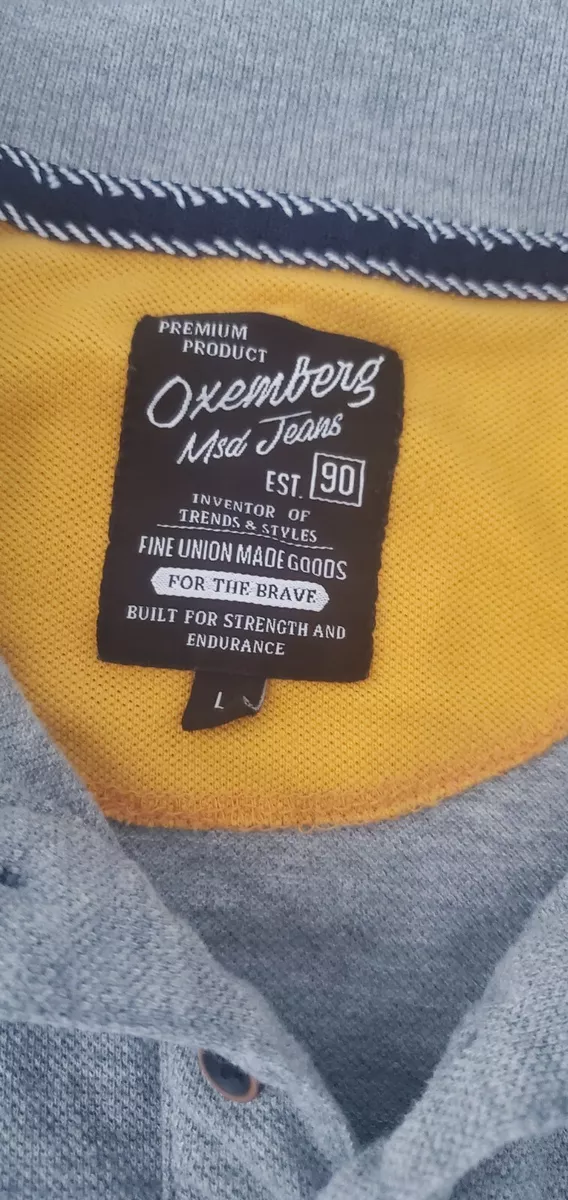 PREMIUM
PRODUCT
Oxemberg
Msd Jeans
EST. 90
INVENTOR OF
TRENDS & STYLES
FINE UNION MADE GOODS
FOR THE BRAVE
BUILT FOR STRENGTH AND
ENDURANCE
L